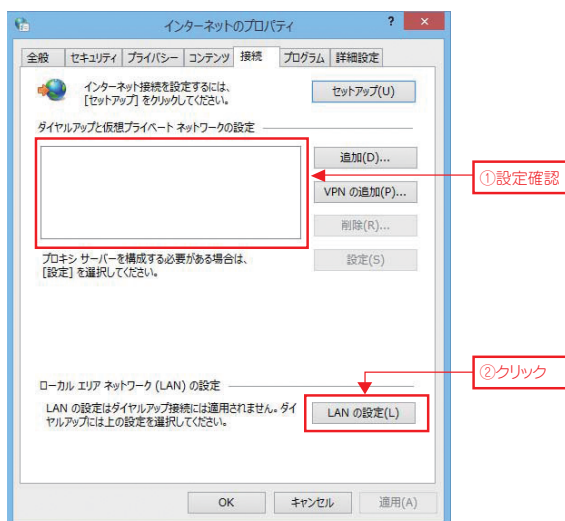 インターネットのプロパティ
?
×
全般 セキュリティ プライバシー コンテンツ 接続 プログラム 詳細設定
インターネット接続を設定するには、
[セットアップ] をクリックしてください。
セットアップ(U)
ダイヤルアップと仮想プライベート ネットワークの設定
追加(D)...
①設定確認
VPN の追加(P)...
削除(R)...
プロキシ サーバーを構成する必要がある場合は、
[設定] を選択してください。
設定(S)
②クリック
ローカル エリア ネットワーク (LAN) の設定
LAN の設定はダイヤルアップ接続には適用されません。ダイ
ヤルアップには上の設定を選択してください。
LAN の設定(L)
OK キャンセル 適用(A)